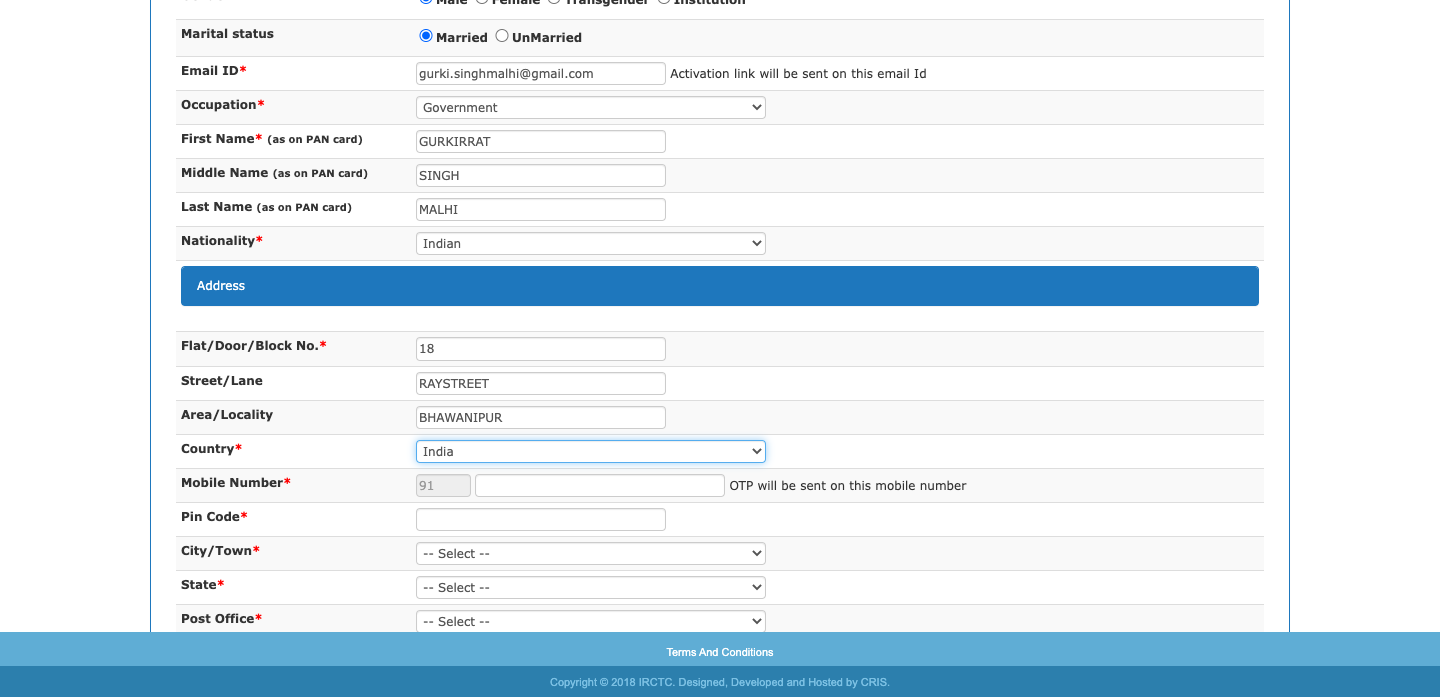 Male Female Transgender Institution
Marital status Married UnMarried
Email ID* gurki.singhmalhi@gmail.com Activation link will be sent on this email Id
Occupation* Government
First Name* (as on PAN card) GURKIRRAT
Middle Name (as on PAN card) SINGH
Last Name (as on PAN card) MALHI
Nationality* Indian
Address
Flat/Door/Block No.* 18
Street/Lane RAYSTREET
Area/Locality BHAWANIPUR
Country* India
Mobile Number* 91 OTP will be sent on this mobile number
Pin Code*
City/Town* -- Select --
State* -- Select --
Post Office* -- Select --
Terms And Conditions
Copyright © 2018 IRCTC. Designed, Developed and Hosted by CRIS.